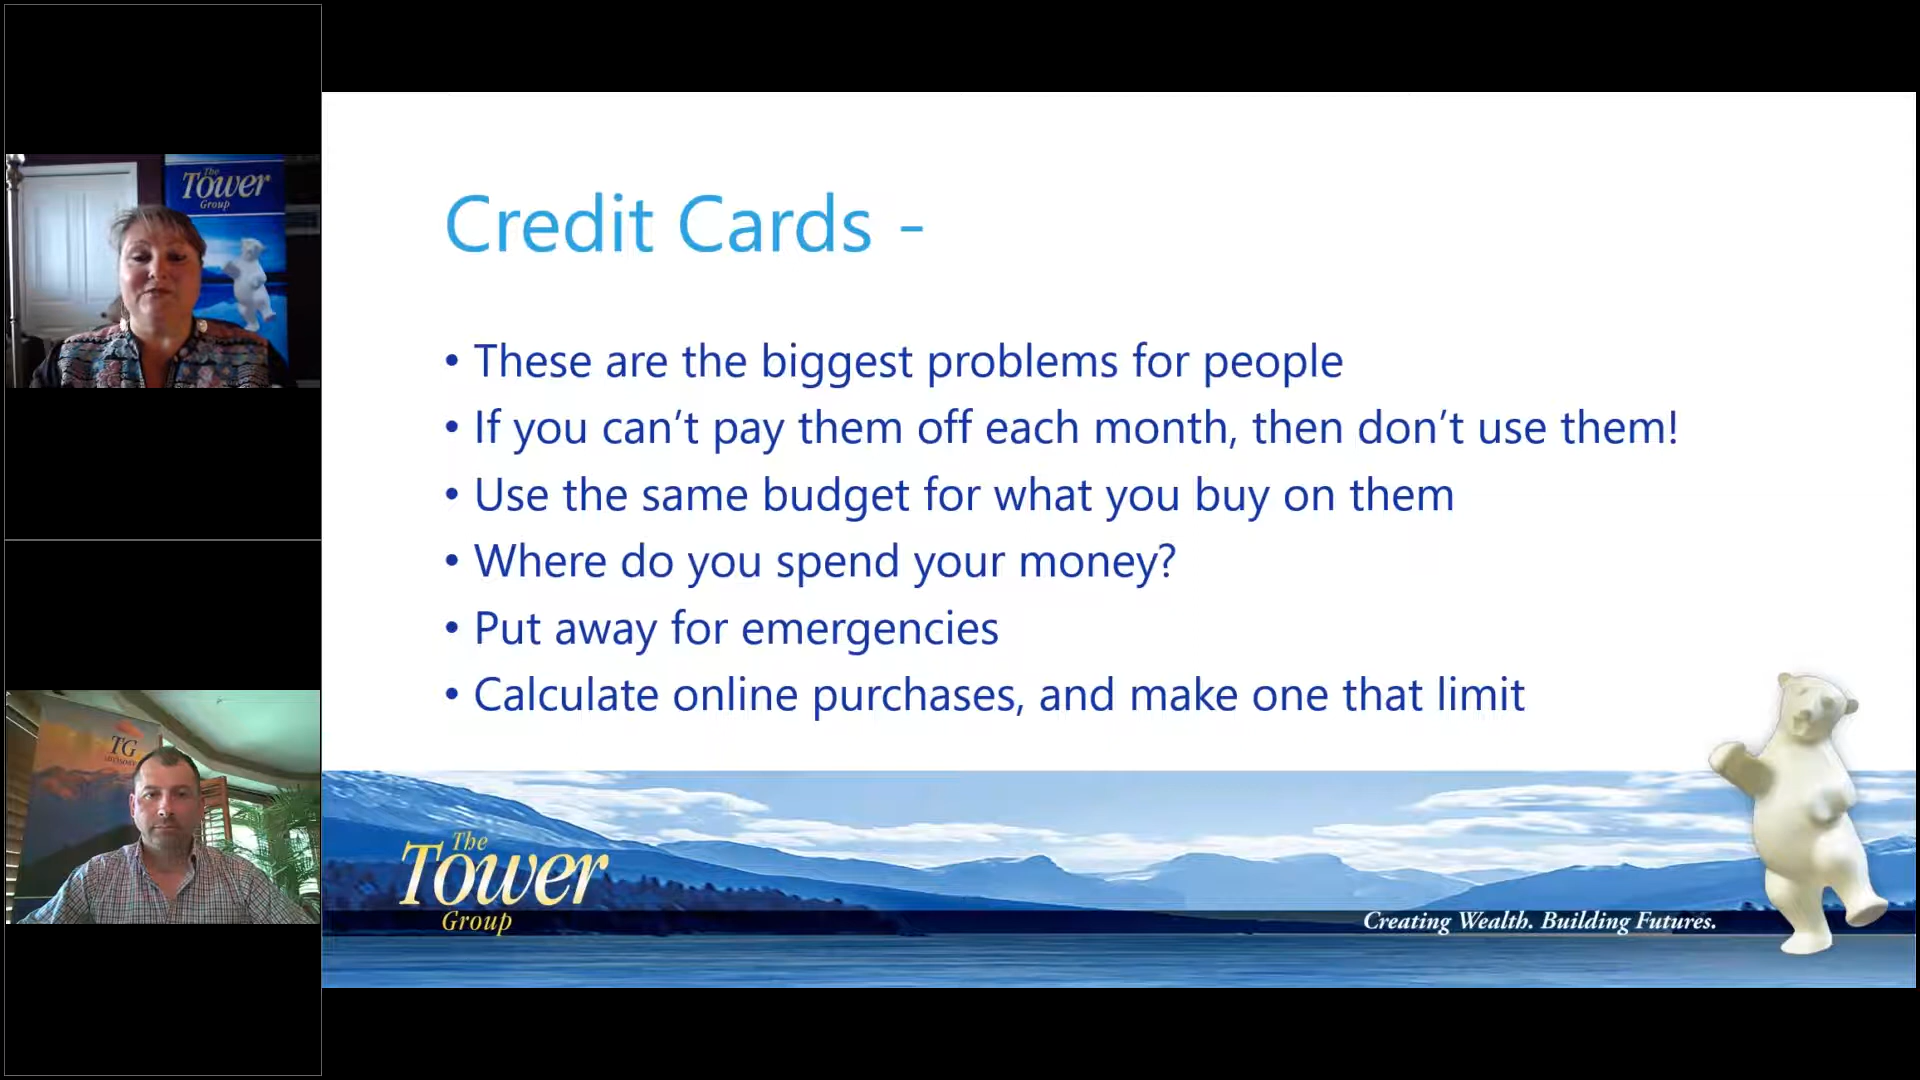 The
Tower
Group
TG
Credit Cards -
• These are the biggest problems for people
• If you can’t pay them off each month, then don’t use them!
• Use the same budget for what you buy on them
• Where do you spend your money?
• Put away for emergencies
• Calculate online purchases, and make one that limit
The
Tower
Group
Creating Wealth. Building Futures.